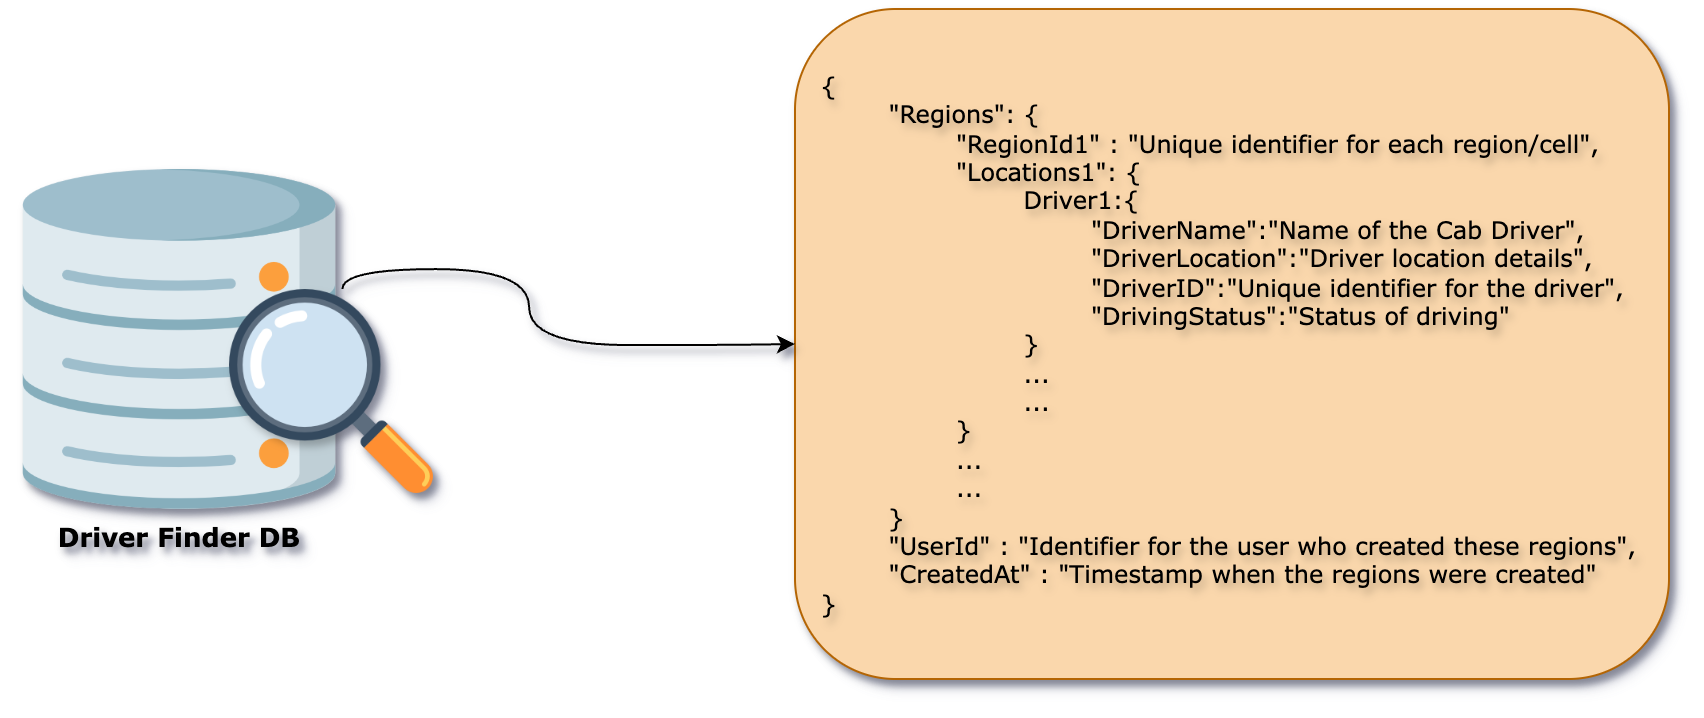 {
"Regions": {
"RegionId1" : "Unique identifier for each region/cell",
"Locations1": {
Driver1:{
"DriverName":"Name of the Cab Driver",
"DriverLocation":"Driver location details",
"DriverID":"Unique identifier for the driver",
"DrivingStatus":"Status of driving"
}
...
...
}
...
...
}
"UserId" : "Identifier for the user who created these regions",
"CreatedAt" : "Timestamp when the regions were created"
}
Driver Finder DB